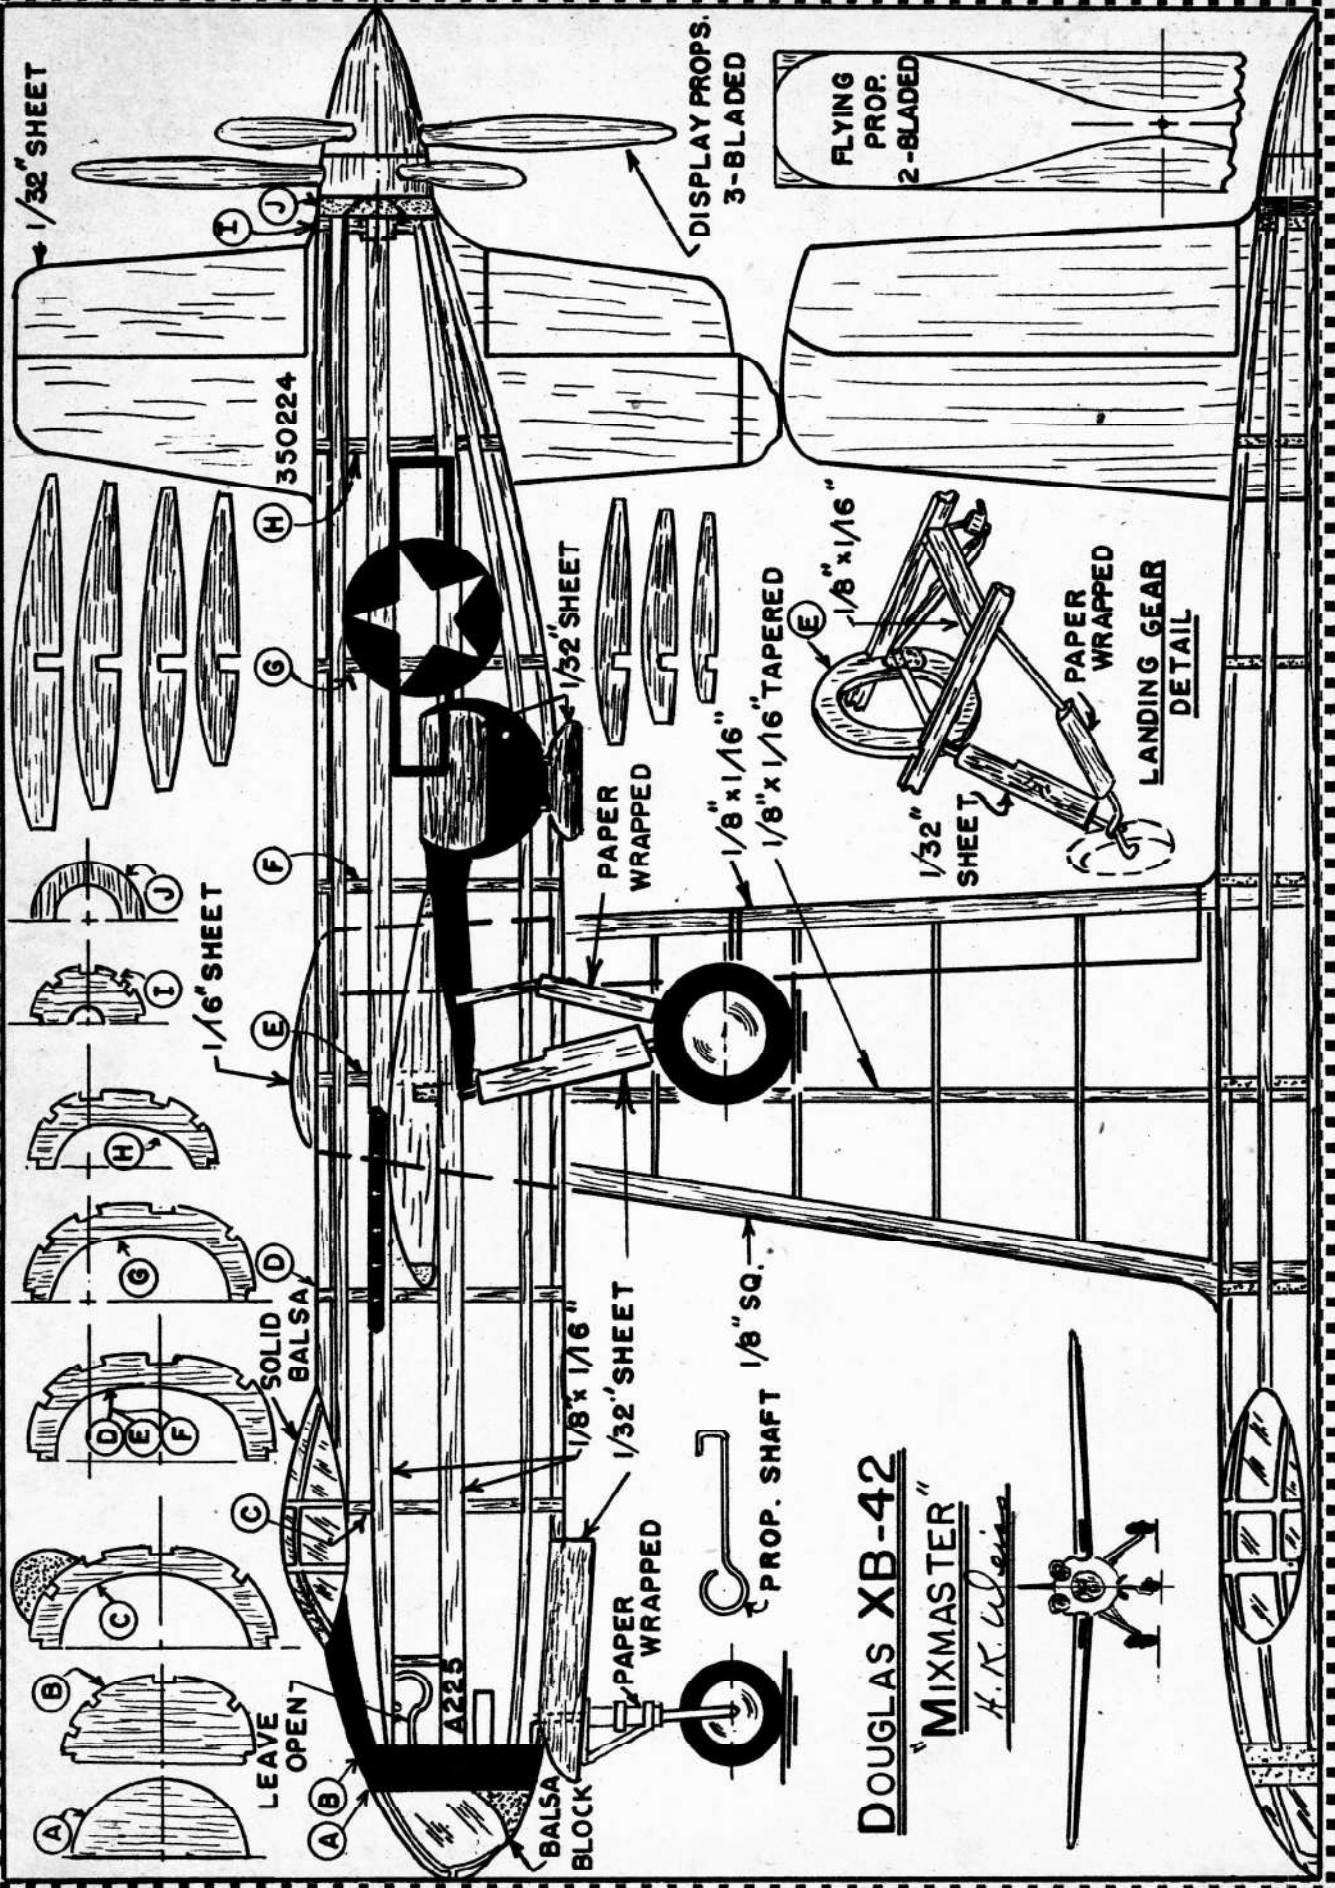 1/32" SHEET
DISPLAY PROPS.
3-BLADED
FLYING
PROP.
2-BLADED
I
J
350224
H
G
1/32" SHEET
F
PAPER
WRAPPED
1/8" x 1/16"
1/8" x 1/16" TAPERED
E
1/8" x 1/16"
PAPER
WRAPPED
1/32"
SHEET
LANDING GEAR
DETAIL
J
I
1/16" SHEET
E
H
G
D
SOLID
BALSA
D
E
F
C
C
1/8" x 1/16"
1/32" SHEET
1/8" SQ.
PROP. SHAFT
B
A
LEAVE
OPEN
A
B
A225
PAPER
WRAPPED
BALSA
BLOCK
DOUGLAS XB-42
"MIXMASTER"
H. K. Weiss